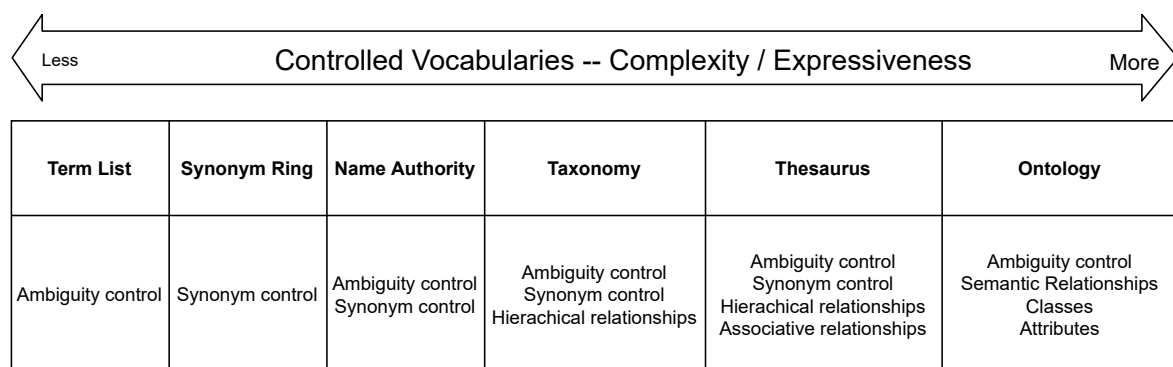 Less
Controlled Vocabularies -- Complexity / Expressiveness
More
Term List
Synonym Ring
Name Authority
Taxonomy
Thesaurus
Ontology
Ambiguity control
Synonym control
Ambiguity control
Synonym control
Ambiguity control
Synonym control
Hierachical relationships
Ambiguity control
Synonym control
Hierachical relationships
Associative relationships
Ambiguity control
Semantic Relationships
Classes
Attributes